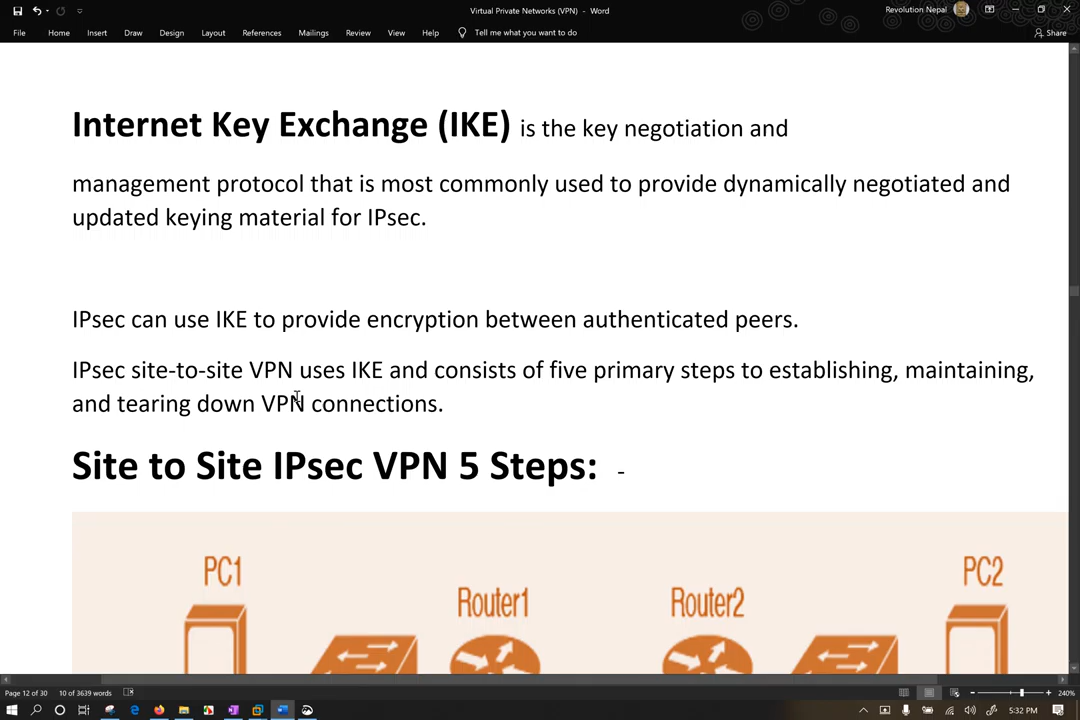 Virtual Private Networks (VPN) - Word
Revolution Nepal
File Home Insert Draw Design Layout References Mailings Review View Help Tell me what you want to do
Share
Internet Key Exchange (IKE) is the key negotiation and
management protocol that is most commonly used to provide dynamically negotiated and
updated keying material for IPsec.
IPsec can use IKE to provide encryption between authenticated peers.
IPsec site-to-site VPN uses IKE and consists of five primary steps to establishing, maintaining,
and tearing down VPN connections.
Site to Site IPsec VPN 5 Steps: -
PC1
PC2
Router1
Router2
Page 12 of 30 10 of 3639 words
240%
5:32 PM